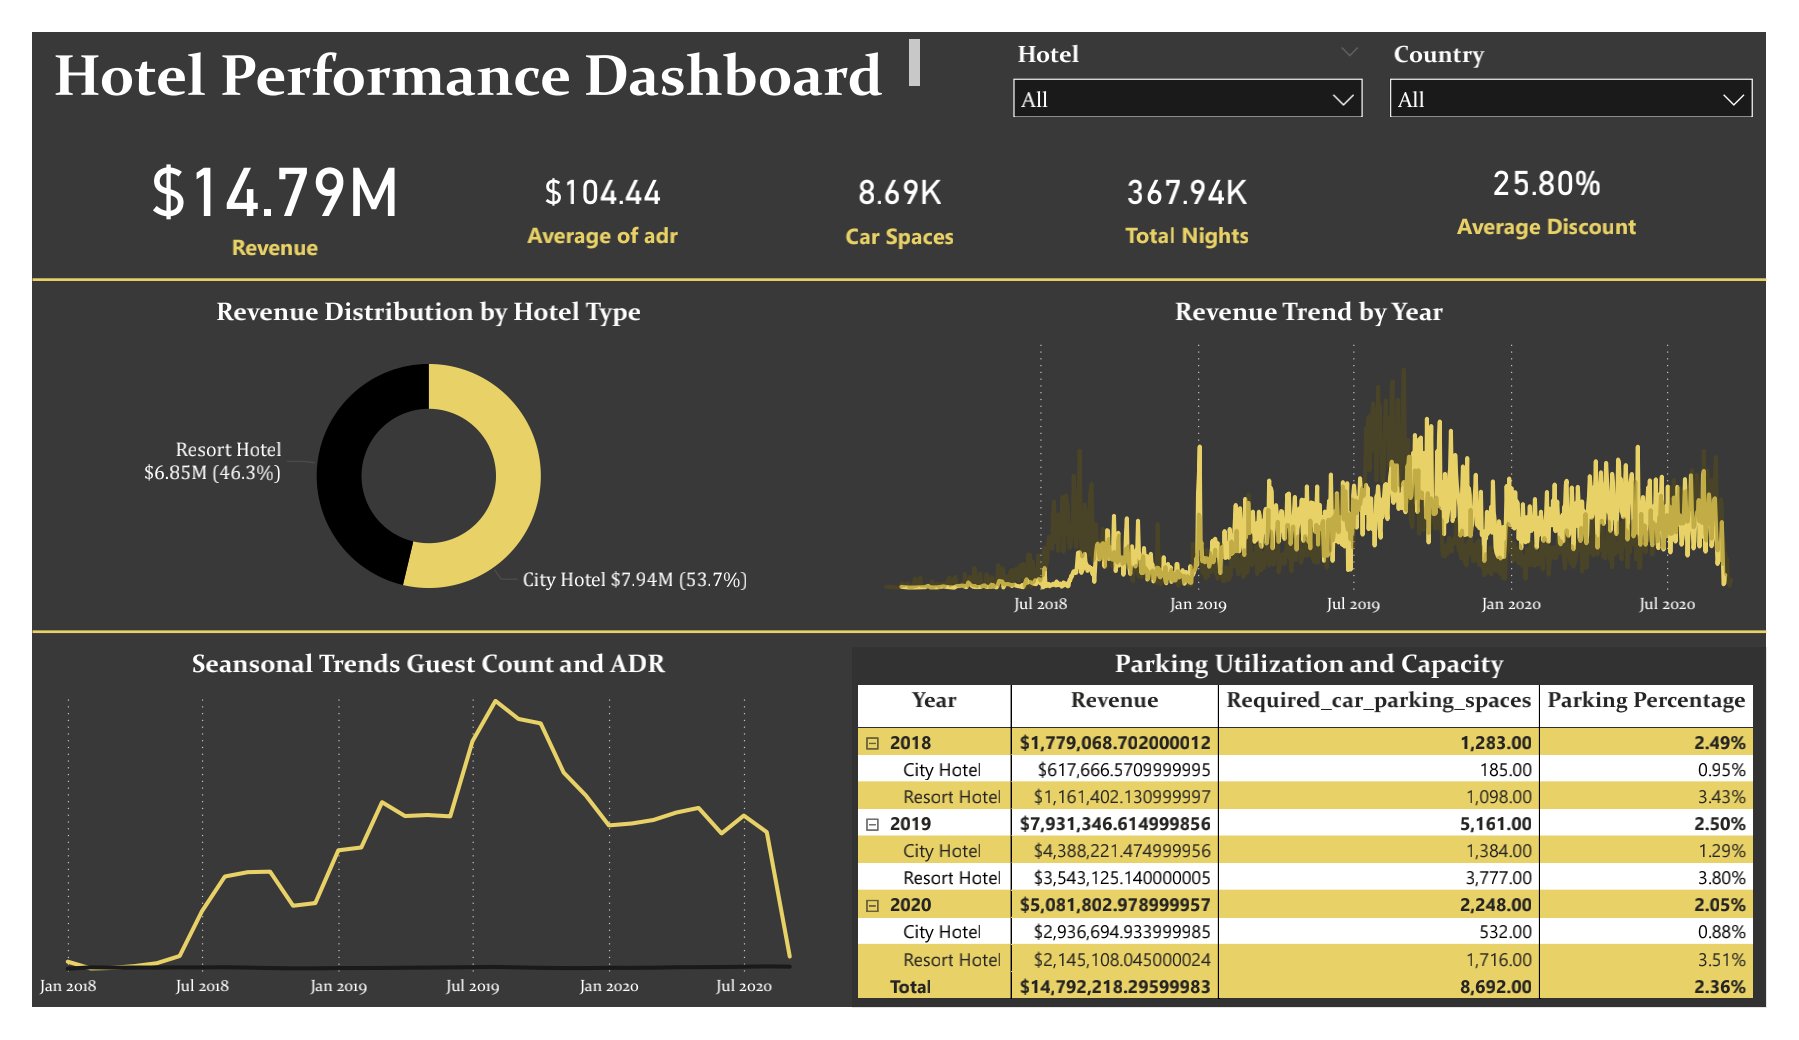 Hotel Performance Dashboard
Hotel
All
Country
All
$14.79M
Revenue
$104.44
Average of adr
8.69K
Car Spaces
367.94K
Total Nights
25.80%
Average Discount
Revenue Distribution by Hotel Type
Resort Hotel
$6.85M (46.3%)
City Hotel $7.94M (53.7%)
Revenue Trend by Year
Jul 2018 Jan 2019 Jul 2019 Jan 2020 Jul 2020
Seansonal Trends Guest Count and ADR
Jan 2018 Jul 2018 Jan 2019 Jul 2019 Jan 2020 Jul 2020
Parking Utilization and Capacity
Year Revenue Required_car_parking_spaces Parking Percentage
2018 $1,779,068.702000012 1,283.00 2.49%
City Hotel $617,666.5709999995 185.00 0.95%
Resort Hotel $1,161,402.130999997 1,098.00 3.43%
2019 $7,931,346.614999856 5,161.00 2.50%
City Hotel $4,388,221.474999956 1,384.00 1.29%
Resort Hotel $3,543,125.140000005 3,777.00 3.80%
2020 $5,081,802.978999957 2,248.00 2.05%
City Hotel $2,936,694.933999985 532.00 0.88%
Resort Hotel $2,145,108.045000024 1,716.00 3.51%
Total $14,792,218.29599983 8,692.00 2.36%